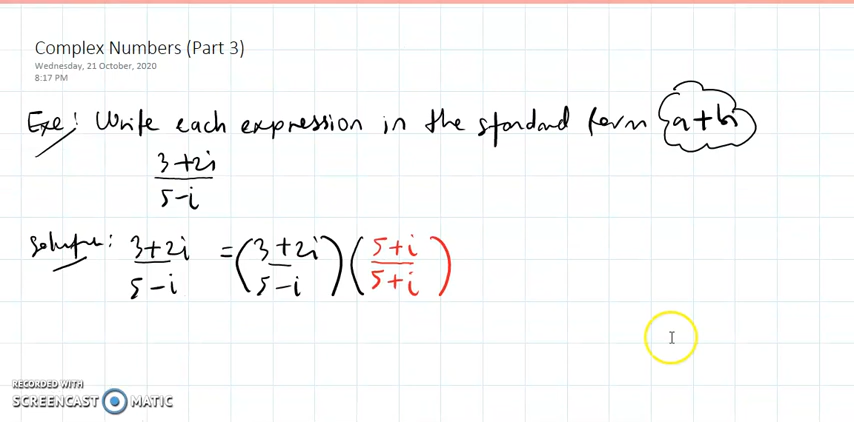 Complex Numbers (Part 3)
Wednesday, 21 October, 2020
8:17 PM
Exe: Write each expression in the standard form a+bi
3+2i
5-i
Solution: 3+2i/5-i = (3+2i/5-i) (5+i/5+i)
RECORDED WITH
SCREENCAST MATIC